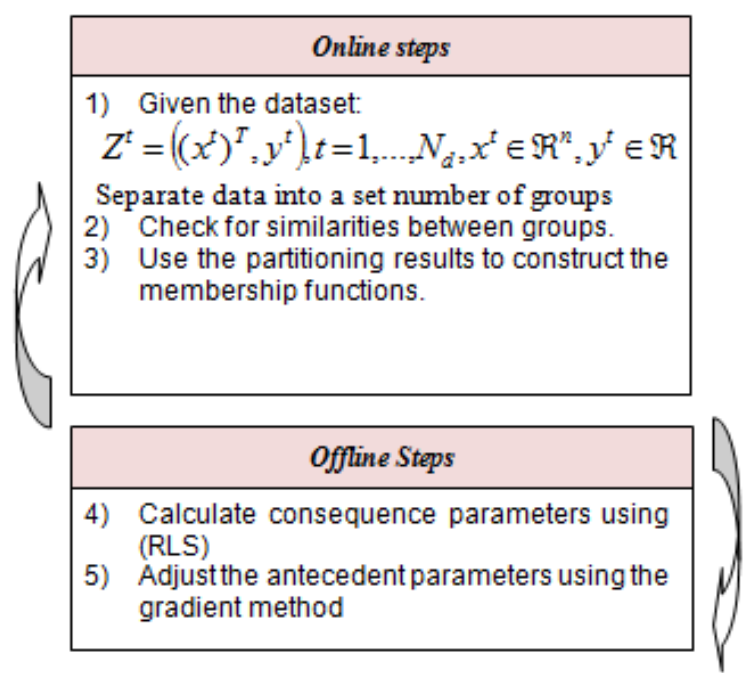 Online steps
1) Given the dataset:
Z^t = ((x^t)^T, y^t), t = 1,...,N_d, x^t ∈ ℜ^n, y^t ∈ ℜ
Separate data into a set number of groups
2) Check for similarities between groups.
3) Use the partitioning results to construct the
membership functions.
Offline Steps
4) Calculate consequence parameters using
(RLS)
5) Adjust the antecedent parameters using the
gradient method